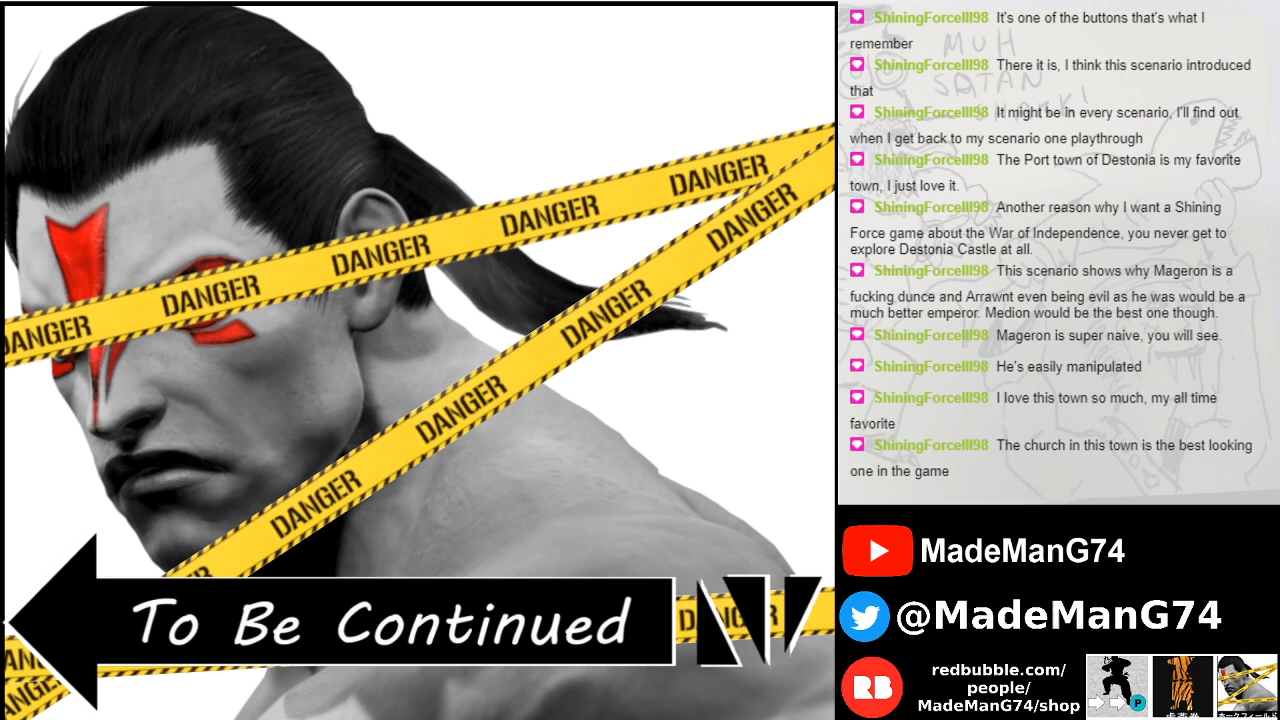 DANGER DANGER DANGER DANGER DANGER
DANGER DANGER DANGER DANGER
To Be Continued
ShiningForceIII98 It's one of the buttons that's what I
remember
ShiningForceIII98 There it is, I think this scenario introduced
that
ShiningForceIII98 It might be in every scenario, I'll find out
when I get back to my scenario one playthrough
ShiningForceIII98 The Port town of Destonia is my favorite
town, I just love it.
ShiningForceIII98 Another reason why I want a Shining
Force game about the War of Independence, you never get to
explore Destonia Castle at all.
ShiningForceIII98 This scenario shows why Mageron is a
fucking dunce and Arrawnt even being evil as he was would be a
much better emperor. Medion would be the best one though.
ShiningForceIII98 Mageron is super naive, you will see.
ShiningForceIII98 He's easily manipulated
ShiningForceIII98 I love this town so much, my all time
favorite
ShiningForceIII98 The church in this town is the best looking
one in the game
MUH
SATAN
MadeManG74
@MadeManG74
RB
redbubble.com/
people/
MadeManG74/shop
P